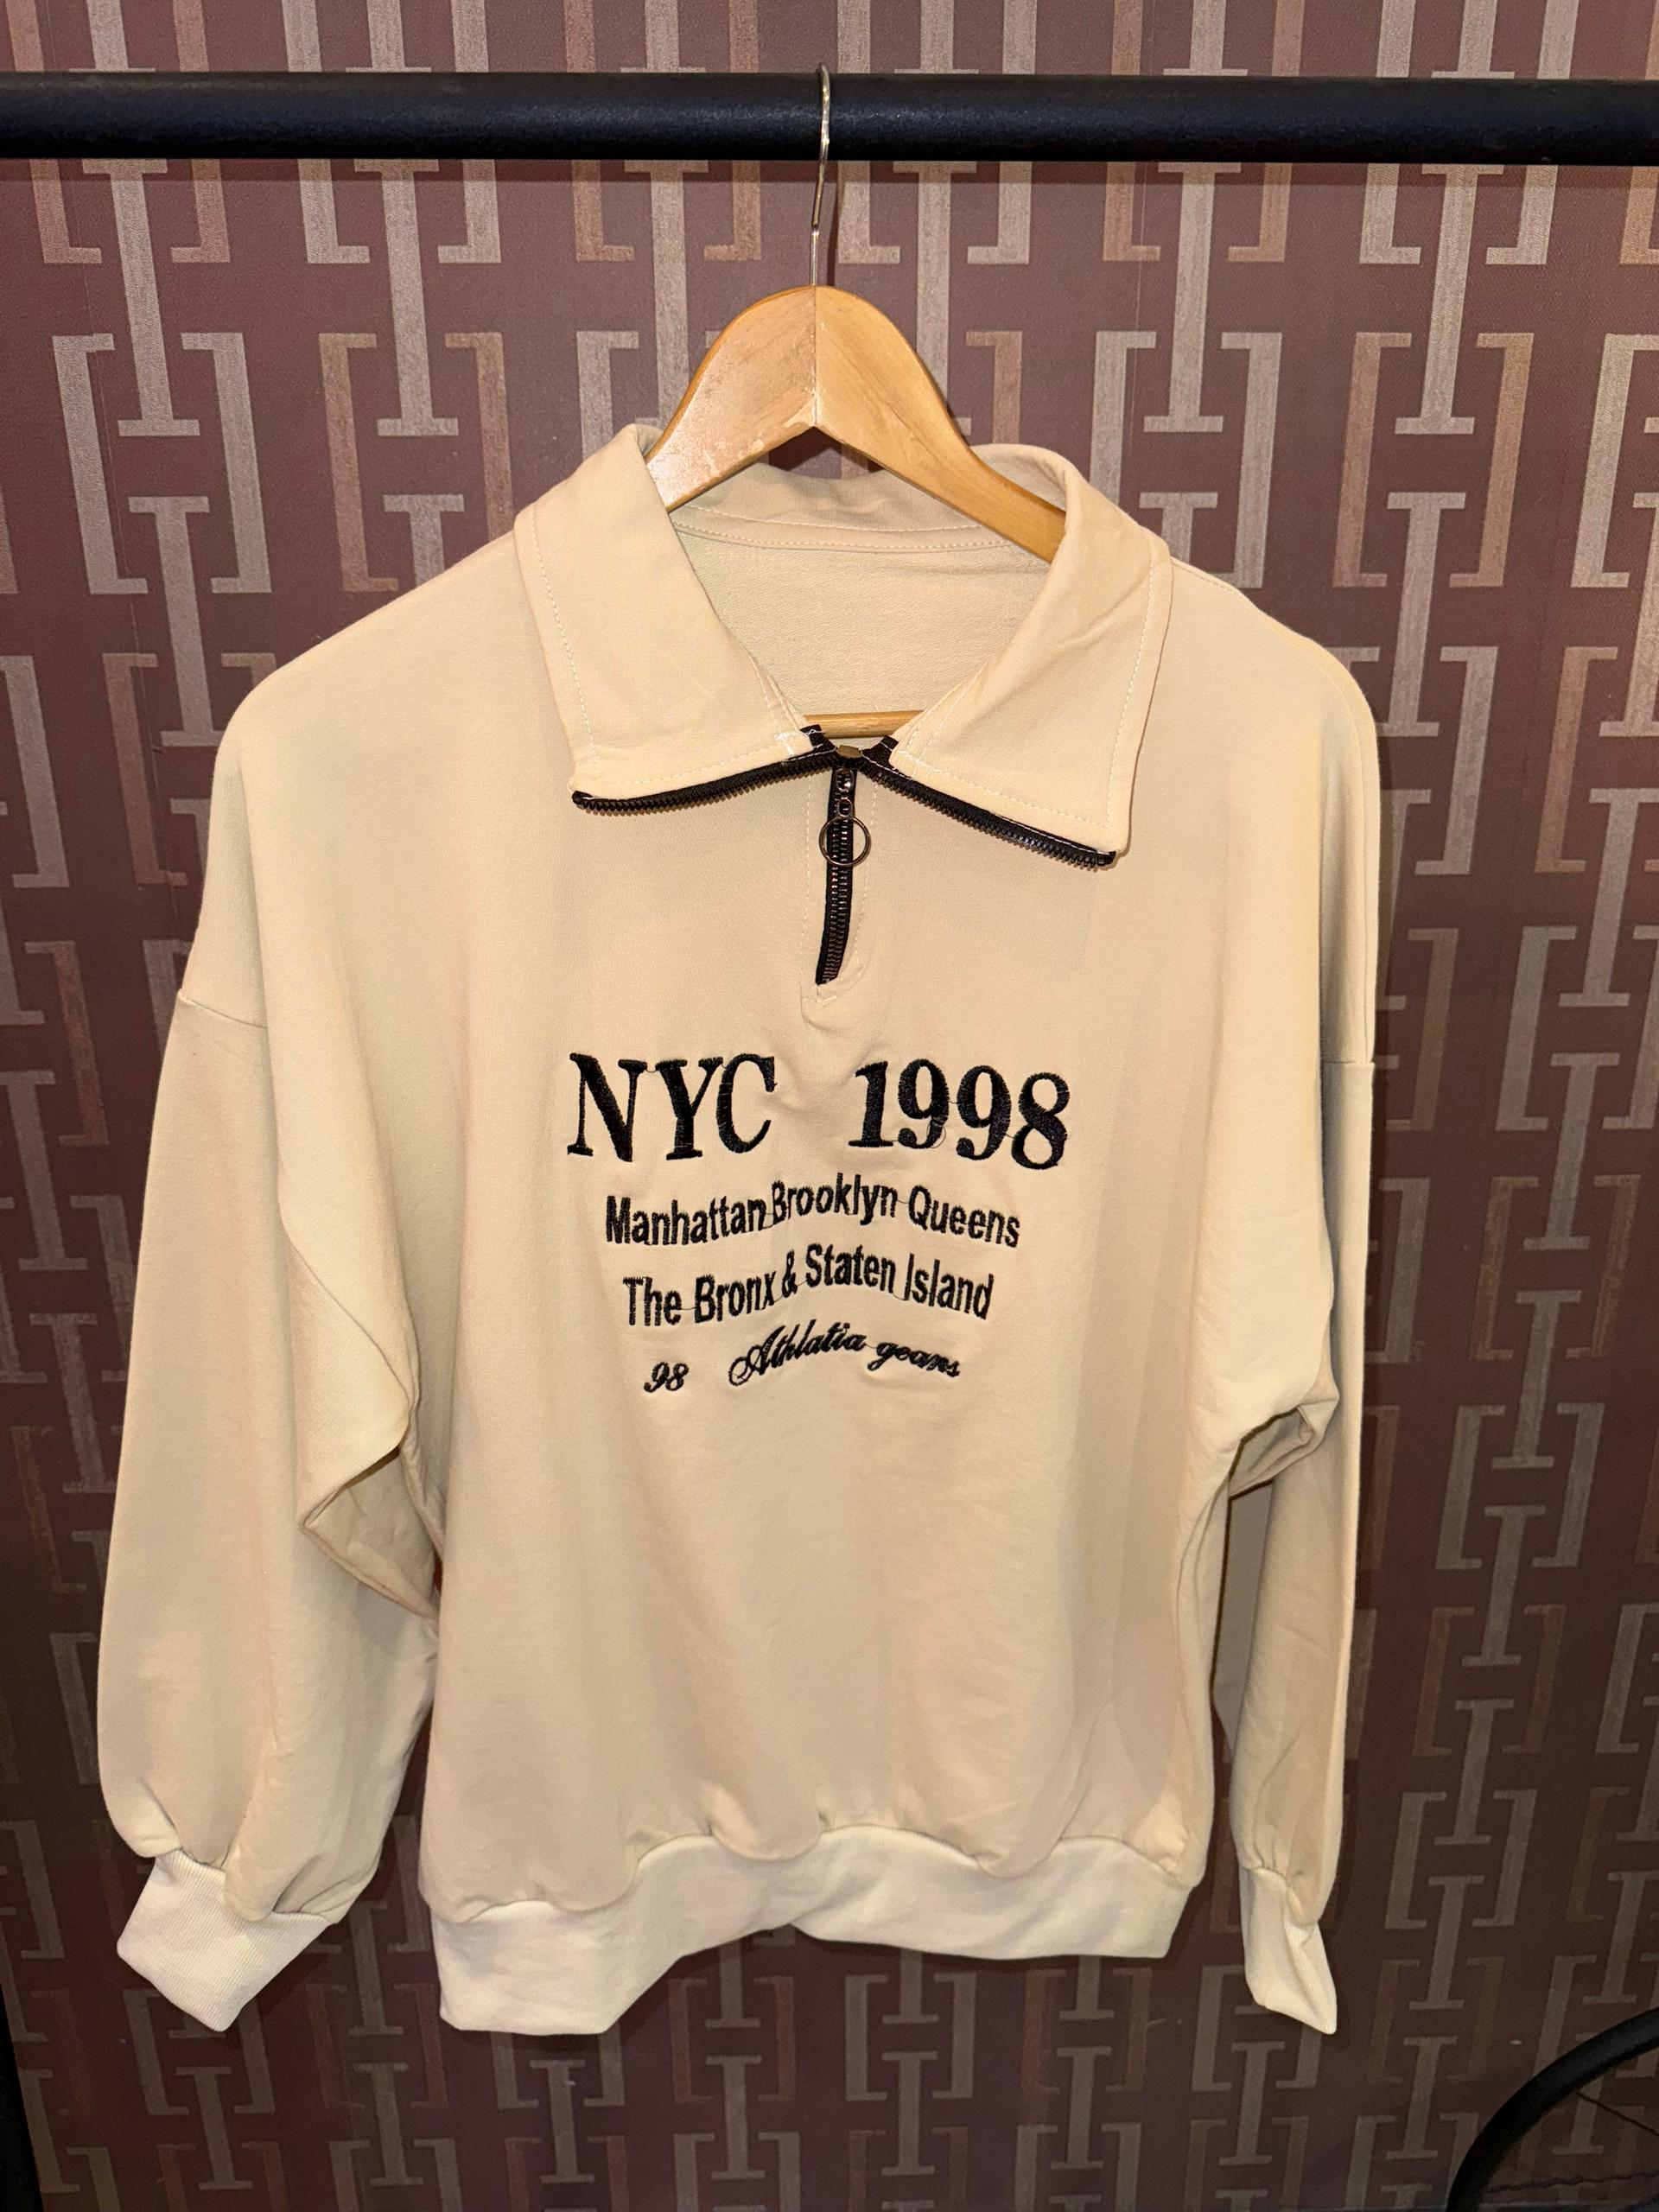 NYC 1998
Manhattan Brooklyn Queens
The Bronx & Staten Island
98 Athlatia geans